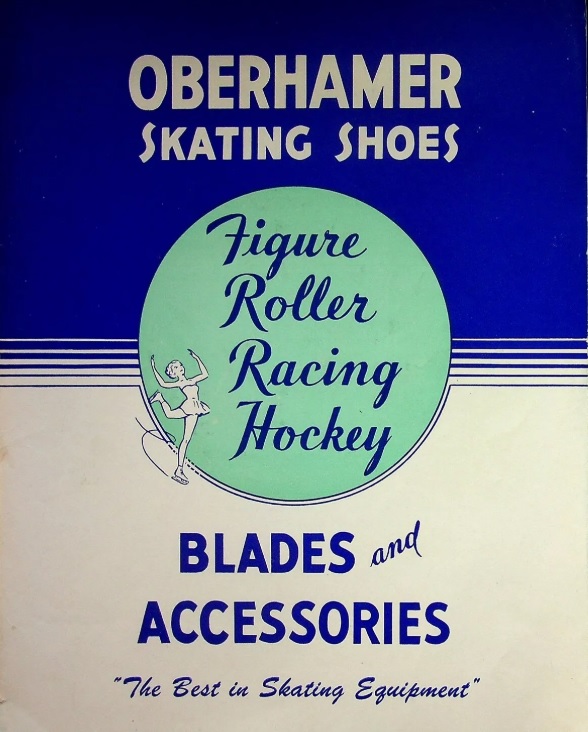 OBERHAMER
SKATING SHOES
Figure
Roller
Racing
Hockey
BLADES and
ACCESSORIES
"The Best in Skating Equipment"